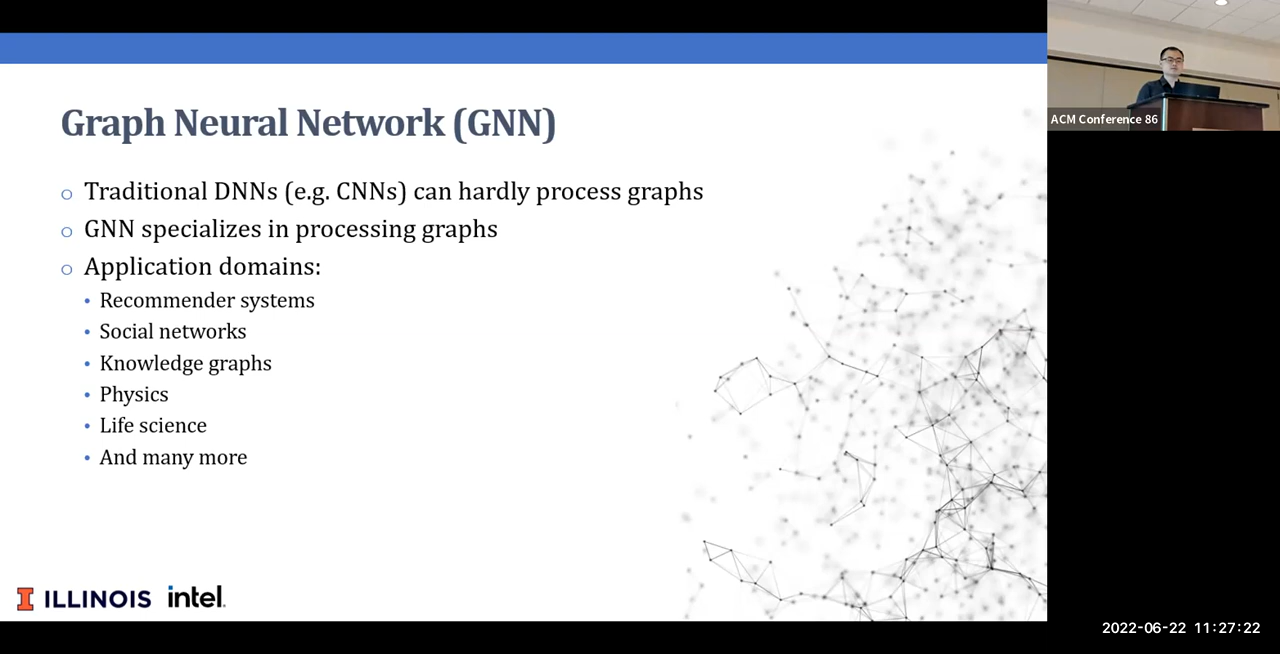 Graph Neural Network (GNN)
Traditional DNNs (e.g. CNNs) can hardly process graphs
GNN specializes in processing graphs
Application domains:
Recommender systems
Social networks
Knowledge graphs
Physics
Life science
And many more
ILLINOIS intel.
ACM Conference 86
2022-06-22 11:27:22